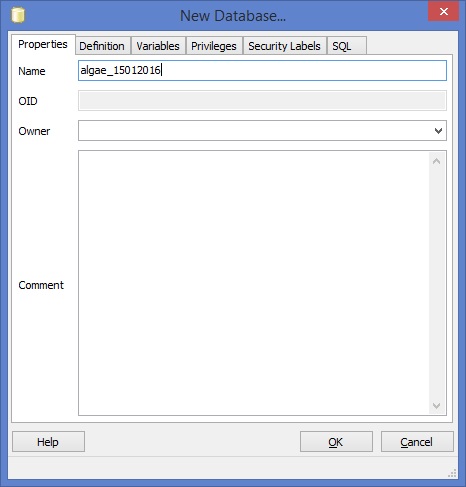 New Database...
Properties Definition Variables Privileges Security Labels SQL
Name algae_15012016
OID
Owner
Comment
Help OK Cancel